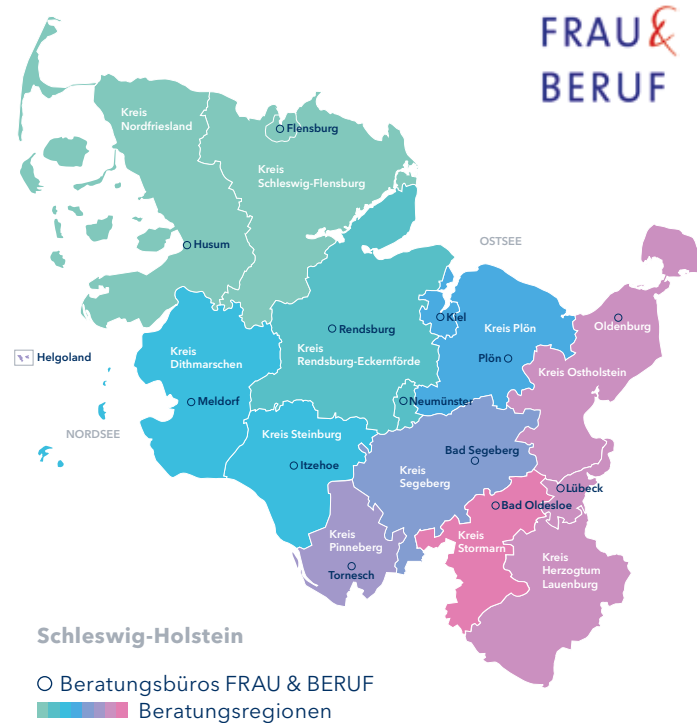 FRAU &
BERUF
Kreis
Nordfriesland
Flensburg
Kreis
Schleswig-Flensburg
Husum
OSTSEE
Kiel
Oldenburg
Rendsburg
Kreis Plön
Helgoland
Kreis
Dithmarschen
Kreis
Rendsburg-Eckernförde
Plön
Kreis Ostholstein
Meldorf
Neumünster
NORDSEE
Kreis Steinburg
Bad Segeberg
Itzehoe
Kreis
Segeberg
Lübeck
Bad Oldesloe
Kreis
Pinneberg
Kreis
Stormarn
Kreis
Herzogtum
Lauenburg
Tornesch
Schleswig-Holstein
Beratungsbüros FRAU & BERUF
Beratungsregionen